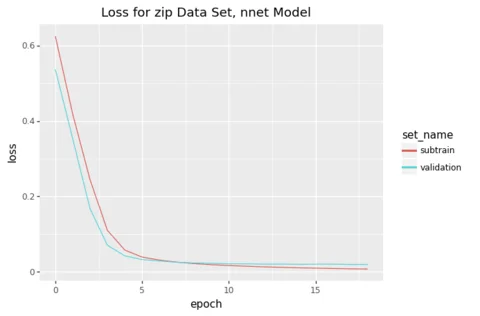 Loss for zip Data Set, nnet Model
0.6
0.4
0.2
0
0 5 10 15
loss
epoch
set_name
subtrain
validation